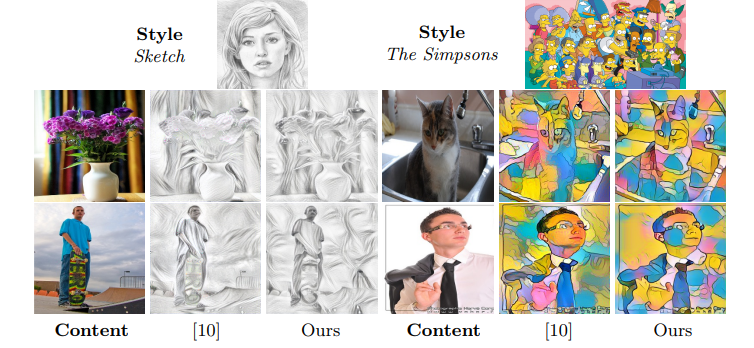 Style
Sketch
Style
The Simpsons
Content
[10]
Ours
Content
[10]
Ours